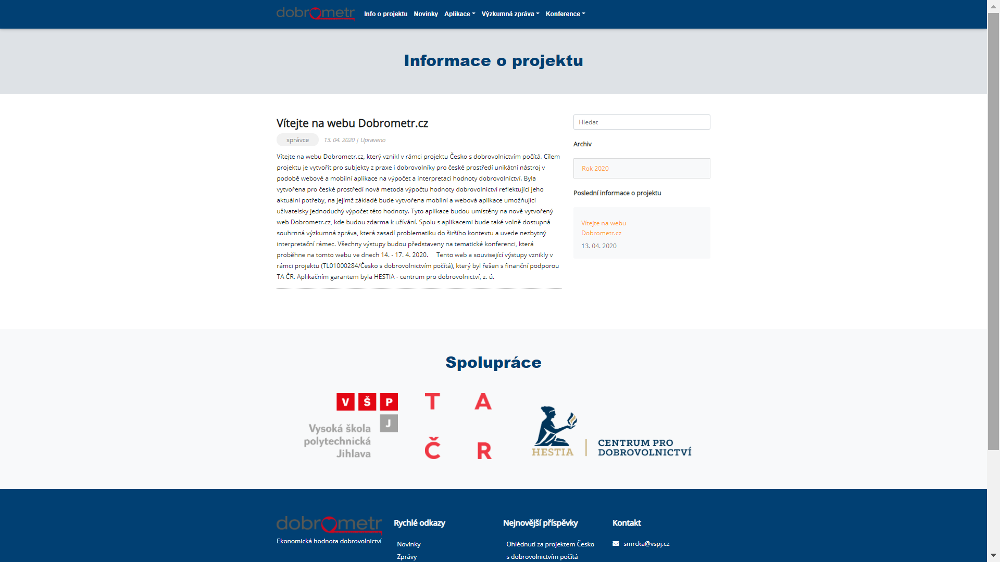 dobrometr Info o projektu Novinky Aplikace Výzkumná zpráva Konference
Informace o projektu
Vítejte na webu Dobrometr.cz
správce 13. 04. 2020 | Upraveno
Vítejte na webu Dobrometr.cz, který vznikl v rámci projektu Česko s dobrovolnictvím počítá. Cílem
projektu je vytvořit pro subjekty z praxe i dobrovolníky pro české prostředí unikátní nástroj v
podobě webové a mobilní aplikace na výpočet a interpretaci hodnoty dobrovolnictví. Byla
vytvořena pro české prostředí nová metoda výpočtu hodnoty dobrovolnictví reflektující jeho
aktuální potřeby, na jejímž základě bude vytvořena mobilní a webová aplikace umožňující
uživatelsky jednoduchý výpočet této hodnoty. Tyto aplikace budou umístěny na nově vytvořený
web Dobrometr.cz, kde budou zdarma k užívání. Spolu s aplikacemi bude také volně dostupná
souhrnná výzkumná zpráva, která zasadí problematiku do širšího kontextu a uvede nezbytný
interpretační rámec. Všechny výstupy budou představeny na tematické konferenci, která
proběhne na tomto webu ve dnech 14. - 17. 4. 2020. Tento web a související výstupy vznikly v
rámci projektu (TL01000284/Česko s dobrovolnictvím počítá), který byl řešen s finanční podporou
TA ČR. Aplikačním garantem byla HESTIA - centrum pro dobrovolnictví, z. ú.
Hledat
Archiv
Rok 2020
Poslední informace o projektu
Vítejte na webu
Dobrometr.cz
13. 04. 2020
Spolupráce
V Š P
J
Vysoká škola
polytechnická
Jihlava
T A
Č R
HESTIA
CENTRUM PRO
DOBROVOLNICTVÍ
dobrometr
Ekonomická hodnota dobrovolnictví
Rychlé odkazy
Novinky
Zprávy
Nejnovější příspěvky
Ohlédnutí za projektem Česko
s dobrovolnictvím počítá
Kontakt
smrcka@vspj.cz